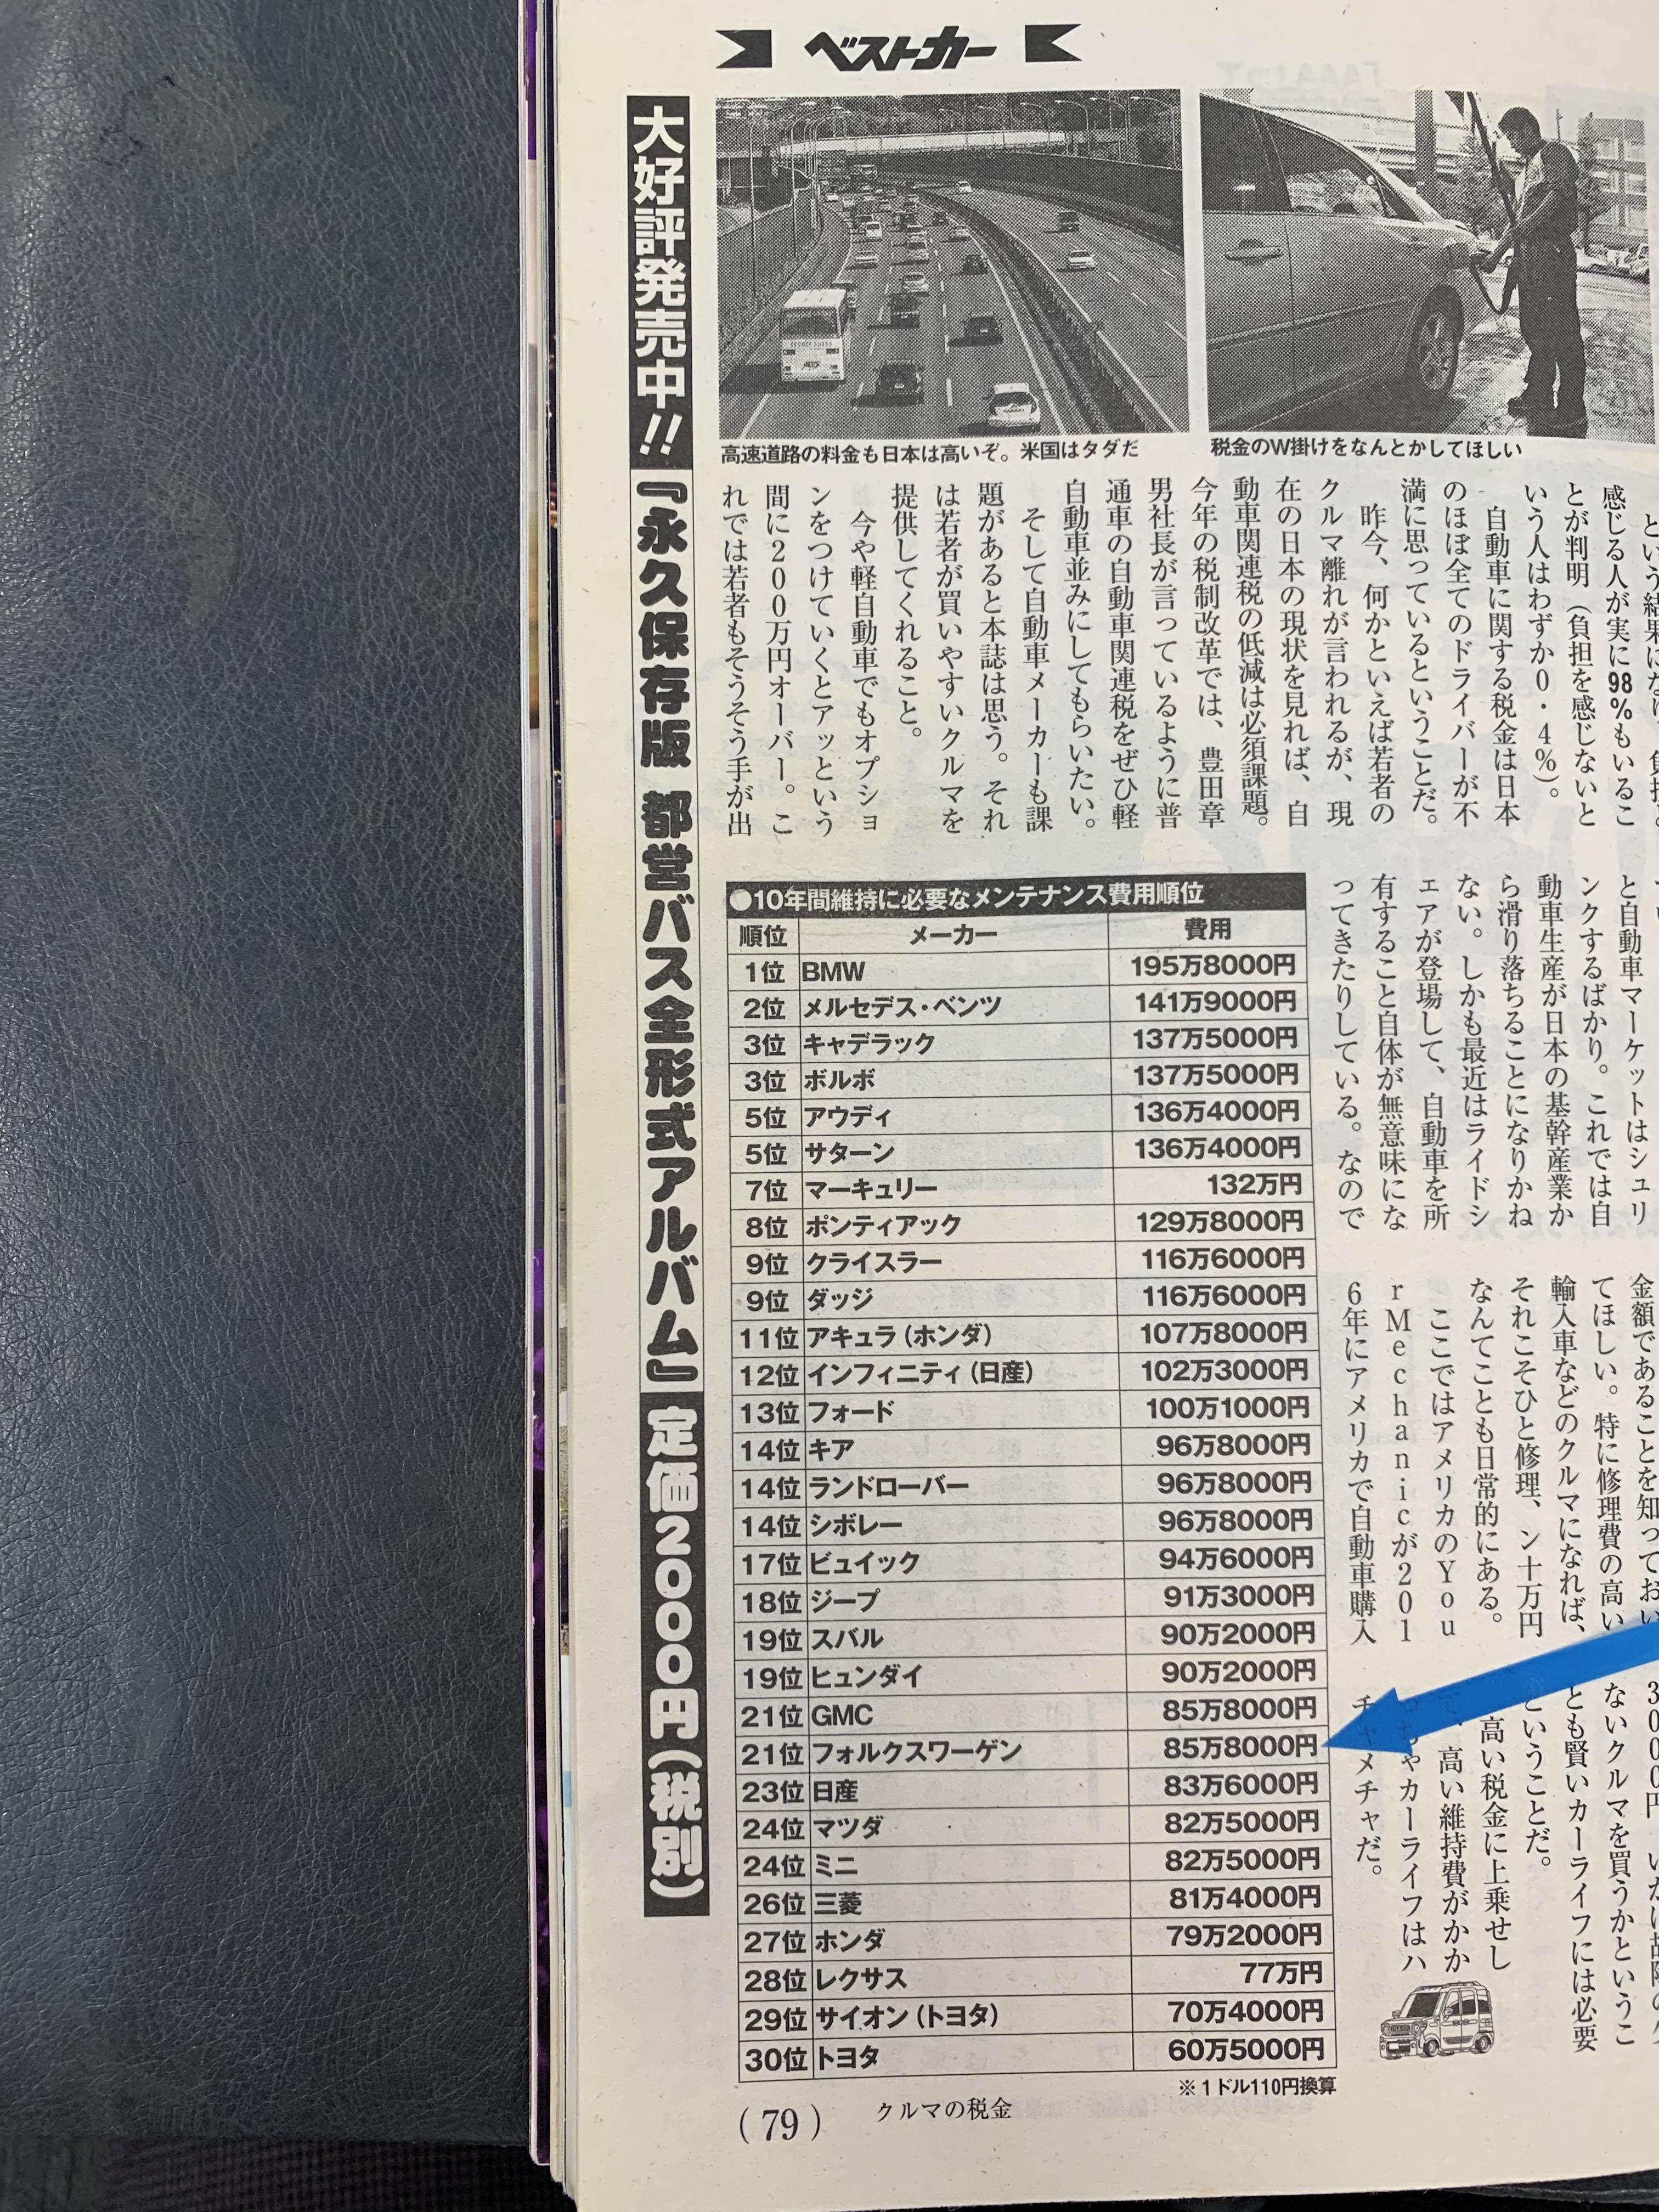 ベストカー
大好評発売中!!『永久保存版 都営バス全形式アルバム』定価2000円(税別)
高速道路の料金も日本は高いぞ。米国はタダだ
税金のW掛けをなんとかしてほしい
という結果に
感じる人が実に98%もいるこ
とが判明（負担を感じないと
いう人はわずか0・4%）。
自動車に関する税金は日本
のほぼ全てのドライバーが不
満に思っているということだ。
昨今、何かといえば若者の
クルマ離れが言われるが、現
在の日本の現状を見れば、自
動車関連税の低減は必須課題。
今年の税制改革では、豊田章
男社長が言っているように普
通車の自動車関連税をぜひ軽
自動車並みにしてもらいたい。
そして自動車メーカーも課
題があると本誌は思う。それ
は若者が買いやすいクルマを
提供してくれること。
今や軽自動車でもオプショ
ンをつけていくとアッという
間に200万円オーバー。こ
れでは若者もそうそう手が出
と自動車マーケットはシュリ
ンクするばかり。これでは自
動車生産が日本の基幹産業か
ら滑り落ちることになりかね
ない。しかも最近はライドシ
ェアが登場して、自動車を所
有すること自体が無意味にな
ってきたりしている。なので
金額であることを知っておい
てほしい。特に修理費の高い
輸入車などのクルマになれば、
それこそひと修理、ン十万円
なんてことも日常的にある。
ここではアメリカのYou
rMechanicが201
6年にアメリカで自動車購入
3000円
ないクルマを買うかというこ
とも賢いカーライフには必要
ということだ。
高い税金に上乗せし
て、高い維持費がかか
っちゃカーライフはハ
チャメチャだ。
●10年間維持に必要なメンテナンス費用順位
順位 メーカー 費用
1位 BMW 195万8000円
2位 メルセデス・ベンツ 141万9000円
3位 キャデラック 137万5000円
3位 ボルボ 137万5000円
5位 アウディ 136万4000円
5位 サターン 136万4000円
7位 マーキュリー 132万円
8位 ポンティアック 129万8000円
9位 クライスラー 116万6000円
9位 ダッジ 116万6000円
11位 アキュラ（ホンダ） 107万8000円
12位 インフィニティ（日産） 102万3000円
13位 フォード 100万1000円
14位 キア 96万8000円
14位 ランドローバー 96万8000円
14位 シボレー 96万8000円
17位 ビュイック 94万6000円
18位 ジープ 91万3000円
19位 スバル 90万2000円
19位 ヒュンダイ 90万2000円
21位 GMC 85万8000円
21位 フォルクスワーゲン 85万8000円
23位 日産 83万6000円
24位 マツダ 82万5000円
24位 ミニ 82万5000円
26位 三菱 81万4000円
27位 ホンダ 79万2000円
28位 レクサス 77万円
29位 サイオン（トヨタ） 70万4000円
30位 トヨタ 60万5000円
※1ドル110円換算
（79） クルマの税金